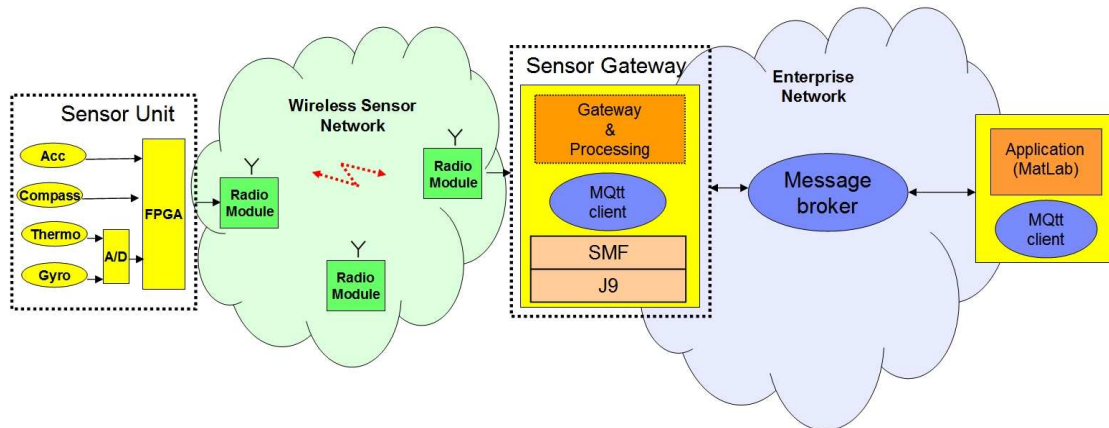 Sensor Unit
Acc
Compass
Thermo
Gyro
A/D
FPGA
Wireless Sensor
Network
Radio
Module
Radio
Module
Radio
Module
Sensor Gateway
Gateway
&
Processing
MQtt
client
SMF
J9
Enterprise
Network
Message
broker
Application
(MatLab)
MQtt
client